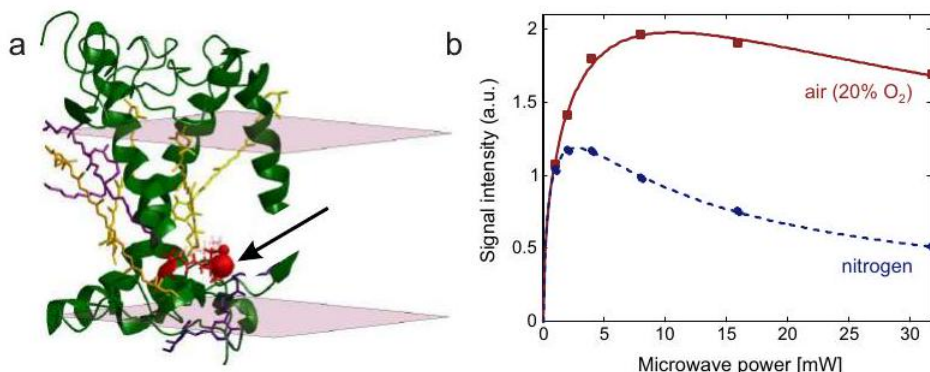 a
b
Signal intensity (a.u.)
2
1.5
1
0.5
0
air (20% O₂)
nitrogen
0 5 10 15 20 25 30
Microwave power [mW]